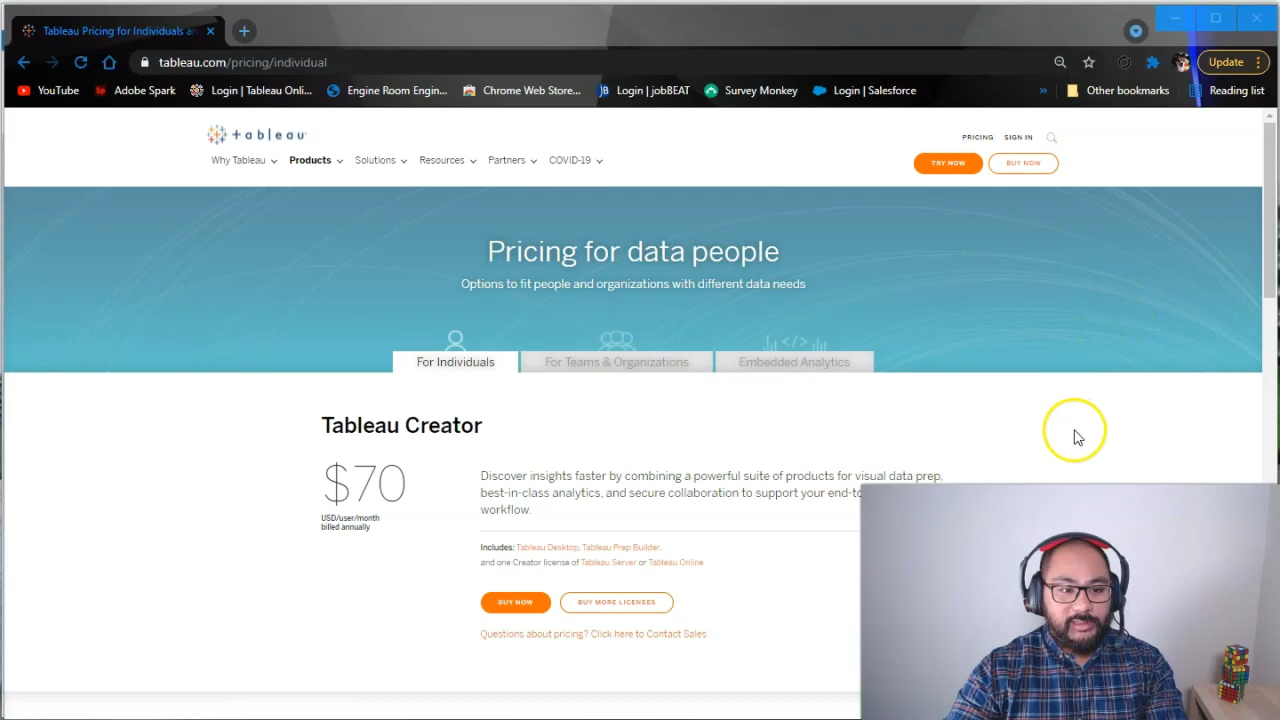 Tableau Pricing for Individuals an
tableau.com/pricing/individual
Update
YouTube
Sp Adobe Spark
Login | Tableau Onli...
Engine Room Engin...
Chrome Web Store...
jb Login | jobBEAT
Survey Monkey
Login | Salesforce
»
Other bookmarks
Reading list
+ableau
PRICING SIGN IN
Why Tableau
Products
Solutions
Resources
Partners
COVID-19
TRY NOW
BUY NOW
Pricing for data people
Options to fit people and organizations with different data needs
For Individuals
For Teams & Organizations
Embedded Analytics
Tableau Creator
$70
USD/user/month
billed annually
Discover insights faster by combining a powerful suite of products for visual data prep,
best-in-class analytics, and secure collaboration to support your end-to
workflow.
Includes: Tableau Desktop, Tableau Prep Builder,
and one Creator license of Tableau Server or Tableau Online
BUY NOW
BUY MORE LICENSES
Questions about pricing? Click here to Contact Sales